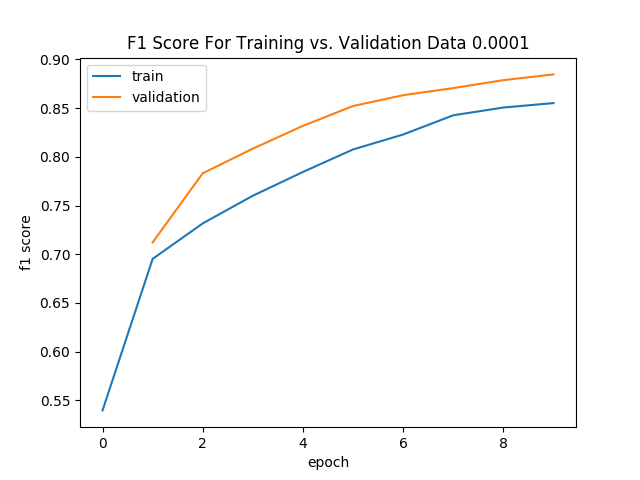 F1 Score For Training vs. Validation Data 0.0001
train
validation
0.90
0.85
0.80
0.75
0.70
0.65
0.60
0.55
f1 score
0 2 4 6 8
epoch